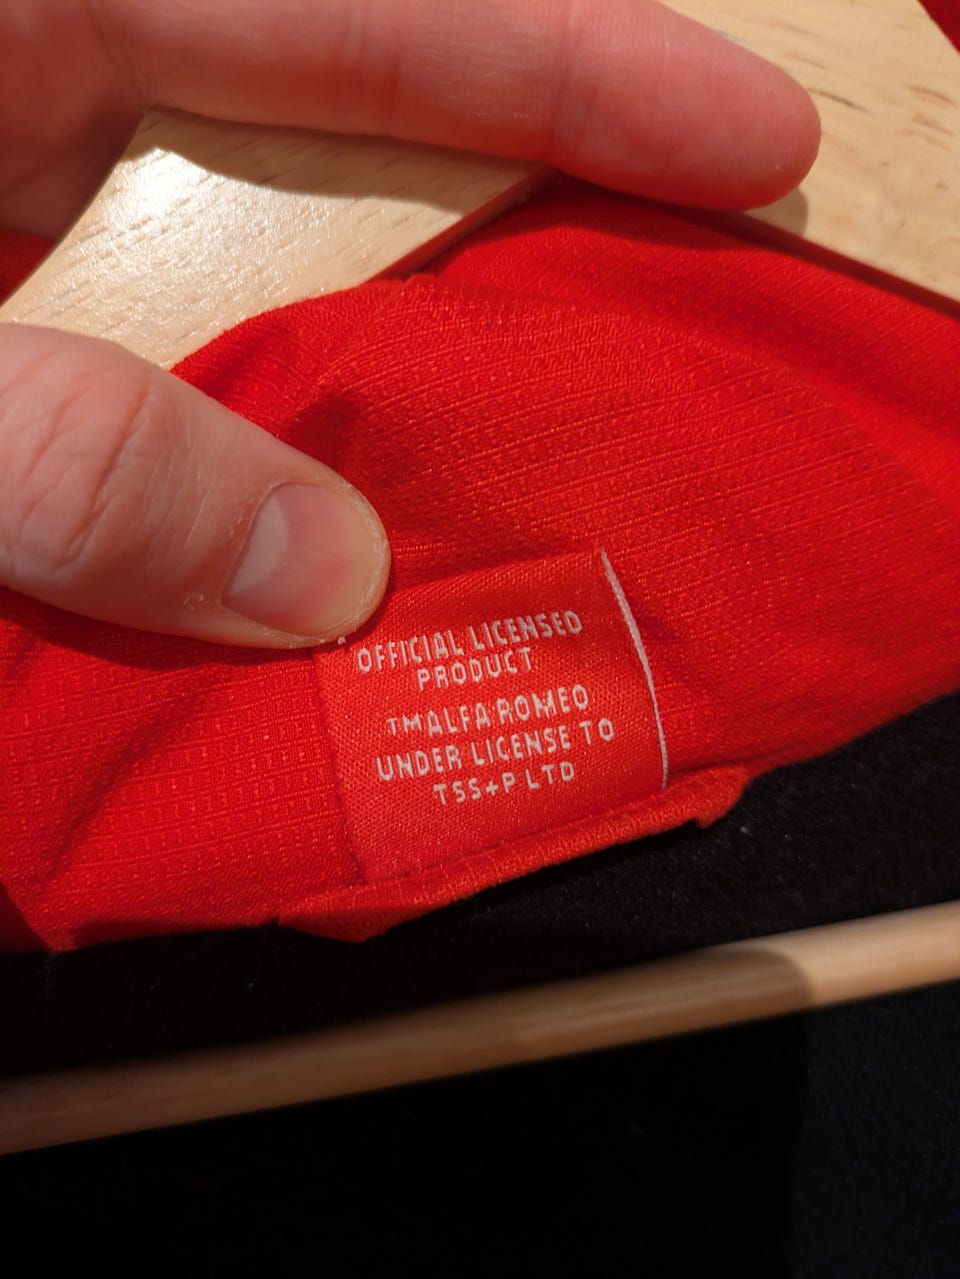 OFFICIAL LICENSED
PRODUCT
™ALFA ROMEO
UNDER LICENSE TO
TSS+P LTD